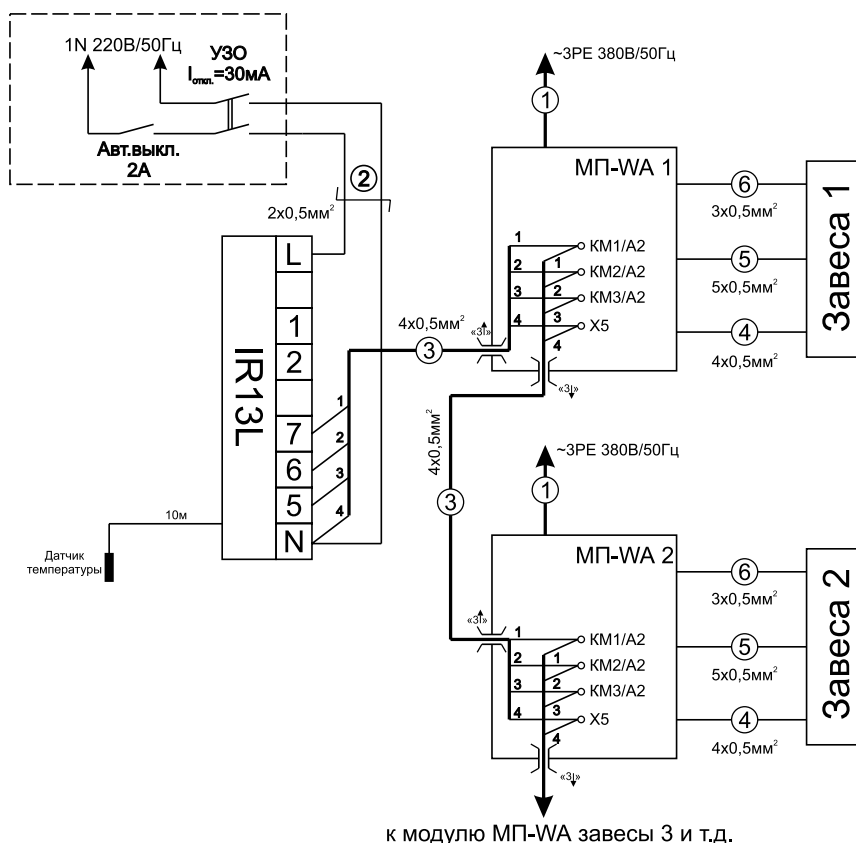 1N 220В/50Гц
УЗО
Iоткл.=30мА
Авт.выкл.
2А
2
2х0,5мм²
IR13L
L
1
2
7
6
5
N
1
2
3
4
10м
Датчик
температуры
4х0,5мм²
3
~3PE 380В/50Гц
1
МП-WA 1
«3I»
1
2
3
4
КМ1/А2
КМ2/А2
КМ3/А2
Х5
1
2
3
4
«3I»
6
3х0,5мм²
5
5х0,5мм²
4
4х0,5мм²
Завеса 1
4х0,5мм²
3
~3PE 380В/50Гц
1
МП-WA 2
«3I»
1
2
3
4
КМ1/А2
КМ2/А2
КМ3/А2
Х5
1
2
3
4
«3I»
6
3х0,5мм²
5
5х0,5мм²
4
4х0,5мм²
Завеса 2
к модулю МП-WA завесы 3 и т.д.